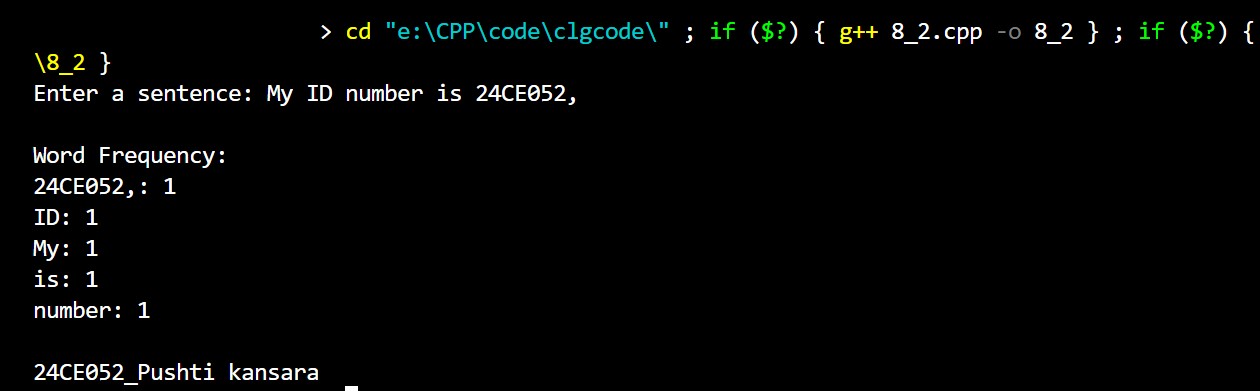 > cd "e:\CPP\code\clgcode\" ; if ($?) { g++ 8_2.cpp -o 8_2 } ; if ($?) {
\8_2 }
Enter a sentence: My ID number is 24CE052,
Word Frequency:
24CE052,: 1
ID: 1
My: 1
is: 1
number: 1
24CE052_Pushti kansara